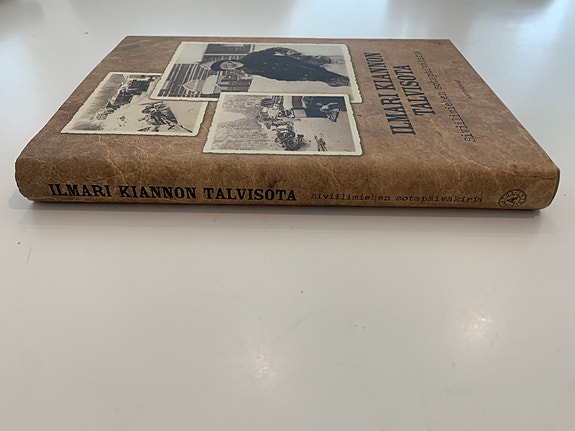 ILMARI KIANNON
TALVISOTA
Siviilimiehen sotapäiväkirja
ILMARI KIANNON TALVISOTA Siviilimiehen sotapäiväkirja